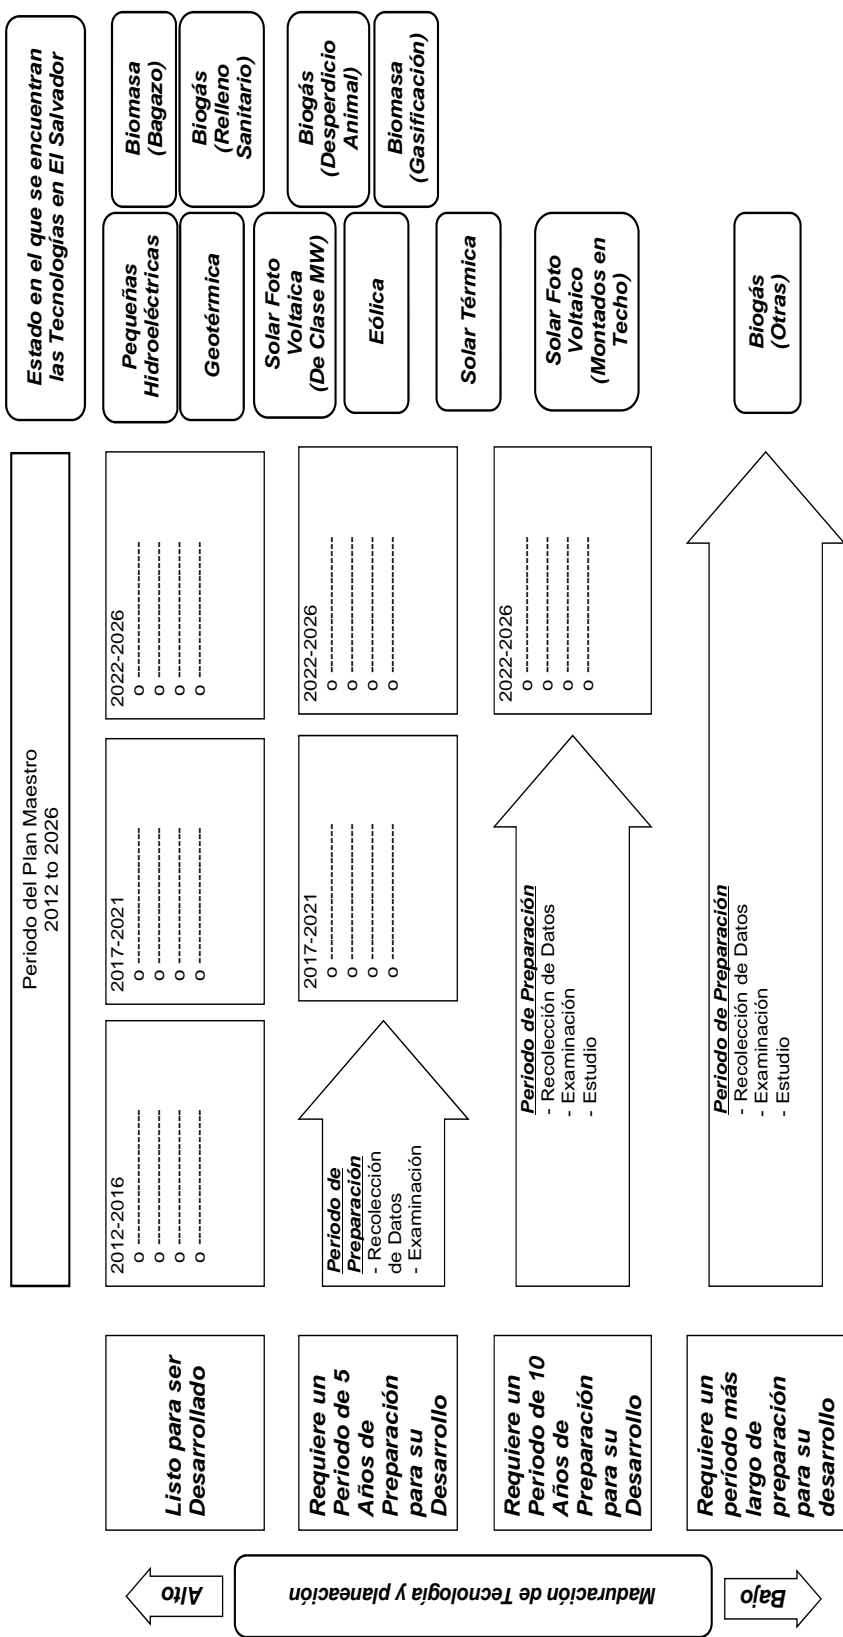 Periodo del Plan Maestro
2012 to 2026
Estado en el que se encuentran
las Tecnologías en El Salvador
Alto
Maduración de Tecnología y planeación
Bajo
Listo para ser
Desarrollado
2012-2016
o ---------------------------
o ---------------------------
o ---------------------------
o ---------------------------
2017-2021
o ---------------------------
o ---------------------------
o ---------------------------
o ---------------------------
2022-2026
o ---------------------------
o ---------------------------
o ---------------------------
o ---------------------------
Pequeñas
Hidroeléctricas
Biomasa
(Bagazo)
Geotérmica
Biogás
(Relleno
Sanitario)
Requiere un
Periodo de 5
Años de
Preparación
para su
Desarrollo
Periodo de
Preparación
- Recolección
de Datos
- Examinación
2017-2021
o ---------------------------
o ---------------------------
o ---------------------------
o ---------------------------
2022-2026
o ---------------------------
o ---------------------------
o ---------------------------
o ---------------------------
Solar Foto
Voltaica
(De Clase MW)
Biogás
(Desperdicio
Animal)
Eólica
Biomasa
(Gasificación)
Solar Térmica
Requiere un
Periodo de 10
Años de
Preparación
para su
Desarrollo
Periodo de Preparación
- Recolección de Datos
- Examinación
- Estudio
2022-2026
o ---------------------------
o ---------------------------
o ---------------------------
o ---------------------------
Solar Foto
Voltaico
(Montados en
Techo)
Requiere un
período más
largo de
preparación
para su
desarrollo
Periodo de Preparación
- Recolección de Datos
- Examinación
- Estudio
Biogás
(Otras)